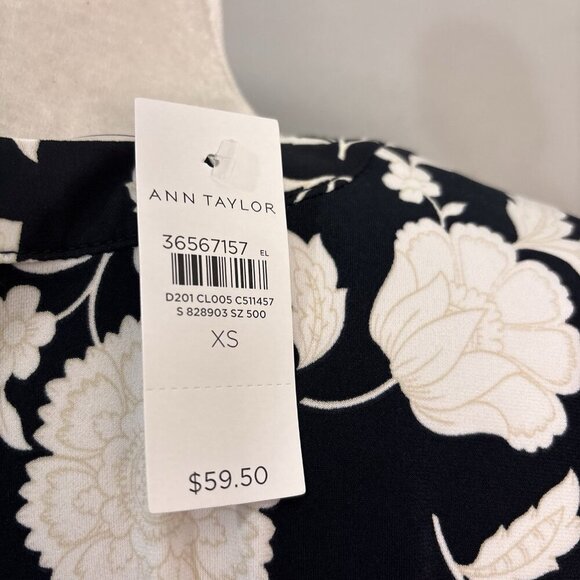 ANN TAYLOR
36567157 EL
D201 CL005 C511457
S 828903 SZ 500
XS
$59.50